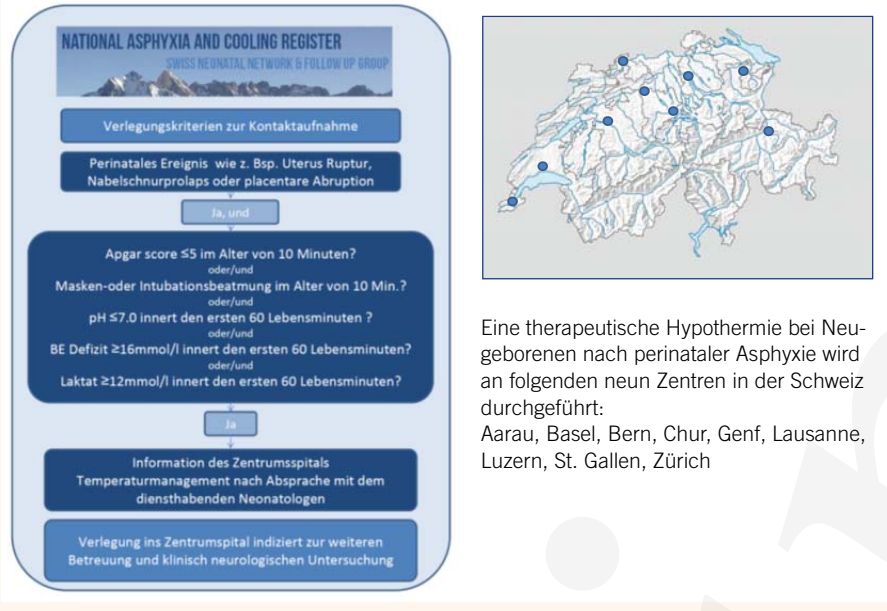 NATIONAL ASPHYXIA AND COOLING REGISTER
SWISS NEONATAL NETWORK & FOLLOW UP GROUP
Verlegungskriterien zur Kontaktaufnahme
Perinatales Ereignis wie z. Bsp. Uterus Ruptur,
Nabelschnurprolaps oder placentare Abruption
Ja, und
Apgar score ≤5 im Alter von 10 Minuten?
oder/und
Masken-oder Intubationsbeatmung im Alter von 10 Min.?
oder/und
pH ≤7.0 innert den ersten 60 Lebensminuten ?
oder/und
BE Defizit ≥16mmol/l innert den ersten 60 Lebensminuten?
oder/und
Laktat ≥12mmol/l innert den ersten 60 Lebensminuten?
Ja
Information des Zentrumsspitals
Temperaturmanagement nach Absprache mit dem
diensthabenden Neonatologen
Verlegung ins Zentrumspital indiziert zur weiteren
Betreuung und klinisch neurologischen Untersuchung
Eine therapeutische Hypothermie bei Neu-
geborenen nach perinataler Asphyxie wird
an folgenden neun Zentren in der Schweiz
durchgeführt:
Aarau, Basel, Bern, Chur, Genf, Lausanne,
Luzern, St. Gallen, Zürich